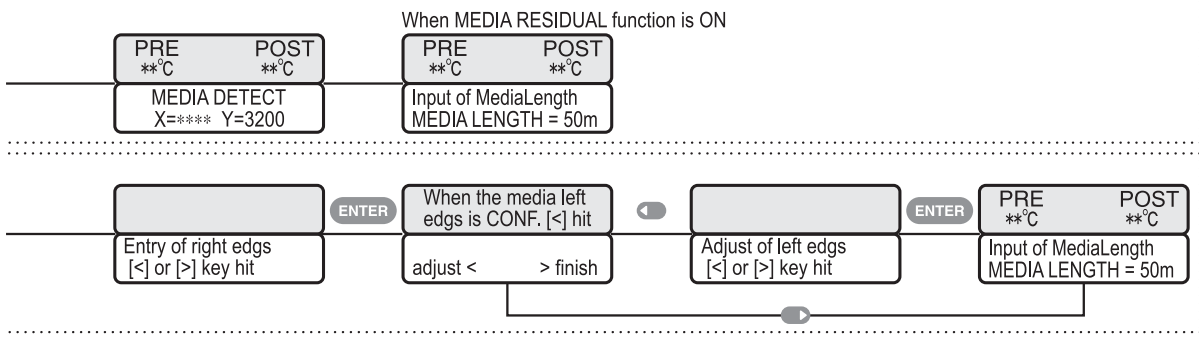 When MEDIA RESIDUAL function is ON
PRE POST
**°C **°C
MEDIA DETECT
X=**** Y=3200
PRE POST
**°C **°C
Input of MediaLength
MEDIA LENGTH = 50m
Entry of right edgs
[<] or [>] key hit
ENTER
When the media left
edgs is CONF. [<] hit
adjust < > finish
Adjust of left edgs
[<] or [>] key hit
ENTER
PRE POST
**°C **°C
Input of MediaLength
MEDIA LENGTH = 50m